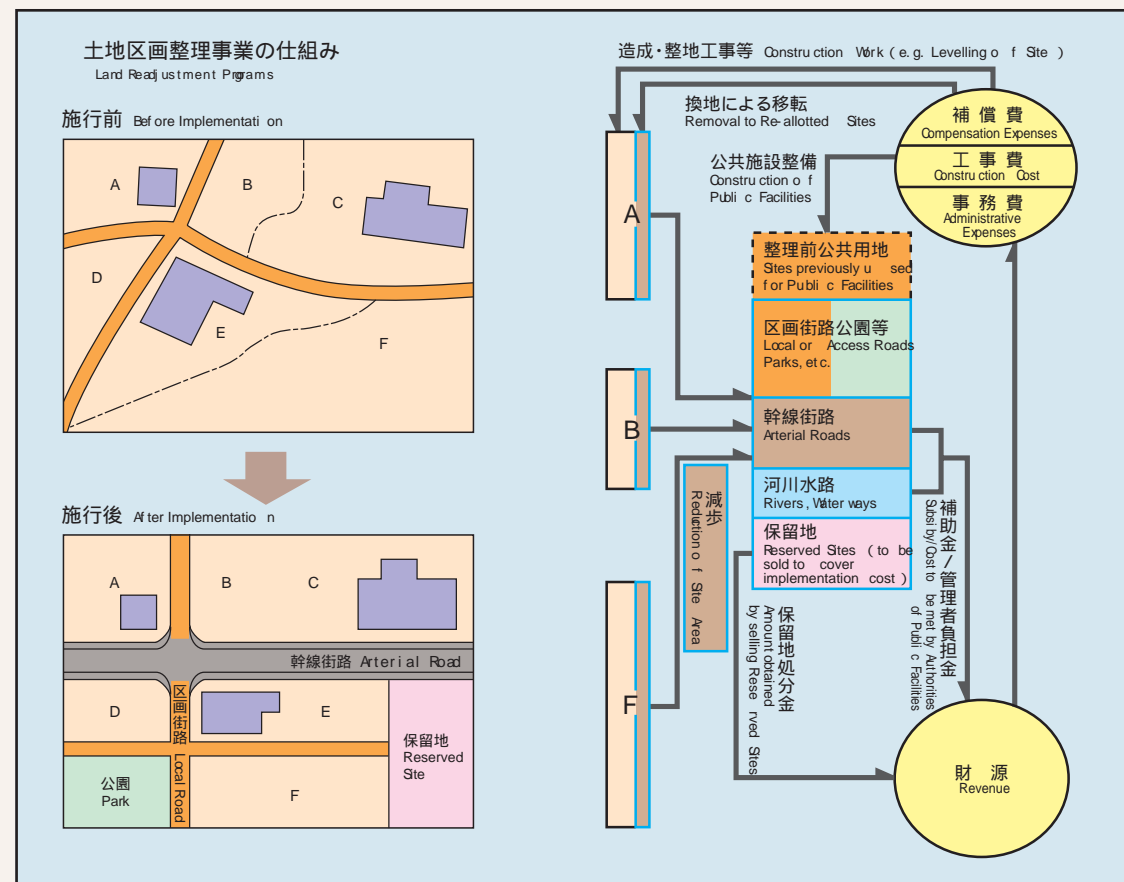 土地区画整理事業の仕組み
Land Readjustment Prgrams
施行前 Before Implementation
A
B
C
D
E
F
施行後 After Implementation
A
B
C
幹線街路 Arterial Road
D
区画街路 Local Road
E
保留地
Reserved
Site
公園
Park
F
造成・整地工事等 Construction Work (e.g. Levelling of Site)
換地による移転
Removal to Re-allotted Sites
補償費
Compensation Expenses
工事費
Construction Cost
事務費
Administrative
Expenses
公共施設整備
Construction of
Public Facilities
A
整理前公共用地
Sites previously used
for Public Facilities
区画街路公園等
Local or Access Roads
Parks, etc.
B
幹線街路
Arterial Roads
河川水路
Rivers, Water ways
保留地
Reserved Sites (to be
sold to cover
implementation cost)
減歩
Reduction of Site Area
F
保留地処分金
Amount obtained
by selling Reserved Sites
補助金/管理者負担金
Subsiby/Cost to be met by Authorities
of Public Facilities
財源
Revenue